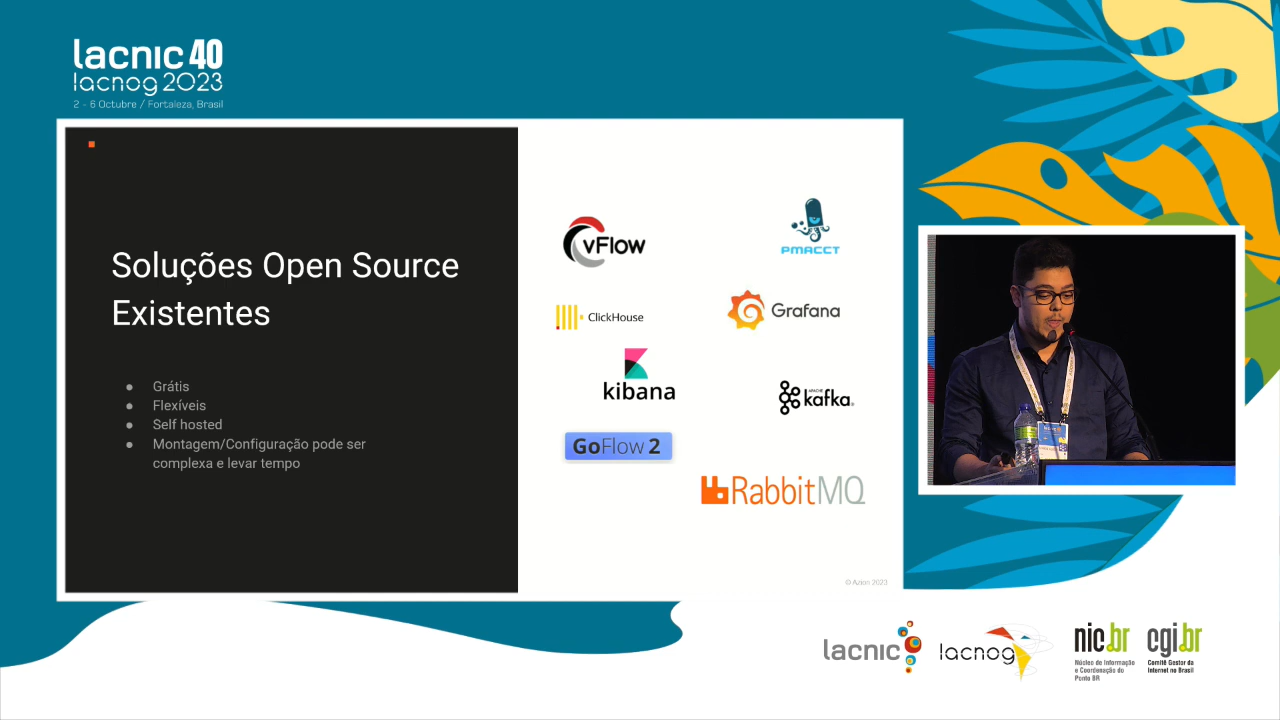 lacnic 40
lacnog 2023
2 - 6 Octubre / Fortaleza, Brasil
Soluções Open Source
Existentes
● Grátis
● Flexíveis
● Self hosted
● Montagem/Configuração pode ser
complexa e levar tempo
vFlow
PMACCT
ClickHouse
Grafana
kibana
APACHE
kafka
GoFlow 2
RabbitMQ
© Azion 2023
lacnic
lacnog
nic.br
Núcleo de Informação
e Coordenação do
Ponto BR
cgi.br
Comitê Gestor da
Internet no Brasil